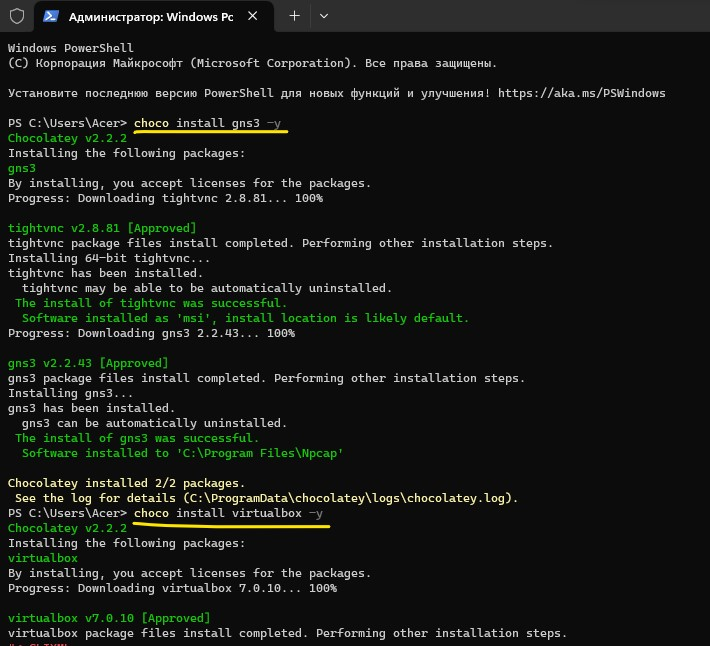 Администратор: Windows Pc
Windows PowerShell
(C) Корпорация Майкрософт (Microsoft Corporation). Все права защищены.
Установите последнюю версию PowerShell для новых функций и улучшения! https://aka.ms/PSWindows
PS C:\Users\Acer> choco install gns3 -y
Chocolatey v2.2.2
Installing the following packages:
gns3
By installing, you accept licenses for the packages.
Progress: Downloading tightvnc 2.8.81... 100%
tightvnc v2.8.81 [Approved]
tightvnc package files install completed. Performing other installation steps.
Installing 64-bit tightvnc...
tightvnc has been installed.
tightvnc may be able to be automatically uninstalled.
The install of tightvnc was successful.
Software installed as 'msi', install location is likely default.
Progress: Downloading gns3 2.2.43... 100%
gns3 v2.2.43 [Approved]
gns3 package files install completed. Performing other installation steps.
Installing gns3...
gns3 has been installed.
gns3 can be automatically uninstalled.
The install of gns3 was successful.
Software installed to 'C:\Program Files\Npcap'
Chocolatey installed 2/2 packages.
See the log for details (C:\ProgramData\chocolatey\logs\chocolatey.log).
PS C:\Users\Acer> choco install virtualbox -y
Chocolatey v2.2.2
Installing the following packages:
virtualbox
By installing, you accept licenses for the packages.
Progress: Downloading virtualbox 7.0.10... 100%
virtualbox v7.0.10 [Approved]
virtualbox package files install completed. Performing other installation steps.